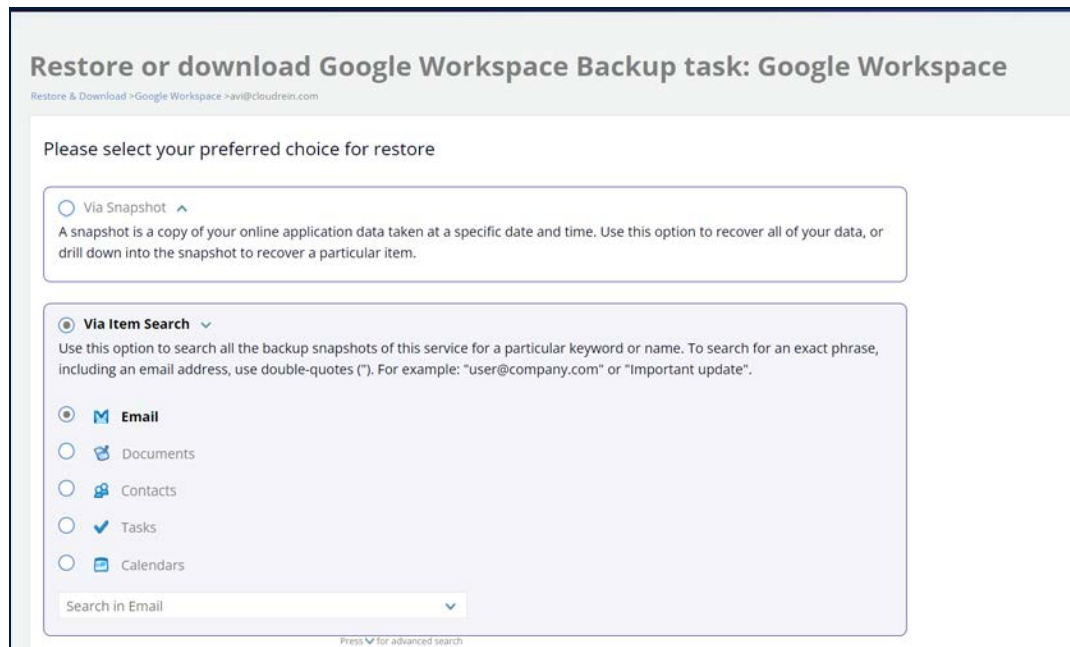 Restore or download Google Workspace Backup task: Google Workspace
Restore & Download >Google Workspace >avi@cloudrein.com
Please select your preferred choice for restore
Via Snapshot
A snapshot is a copy of your online application data taken at a specific date and time. Use this option to recover all of your data, or
drill down into the snapshot to recover a particular item.
Via Item Search
Use this option to search all the backup snapshots of this service for a particular keyword or name. To search for an exact phrase,
including an email address, use double-quotes ("). For example: "user@company.com" or "Important update".
Email
Documents
Contacts
Tasks
Calendars
Search in Email
Press for advanced search